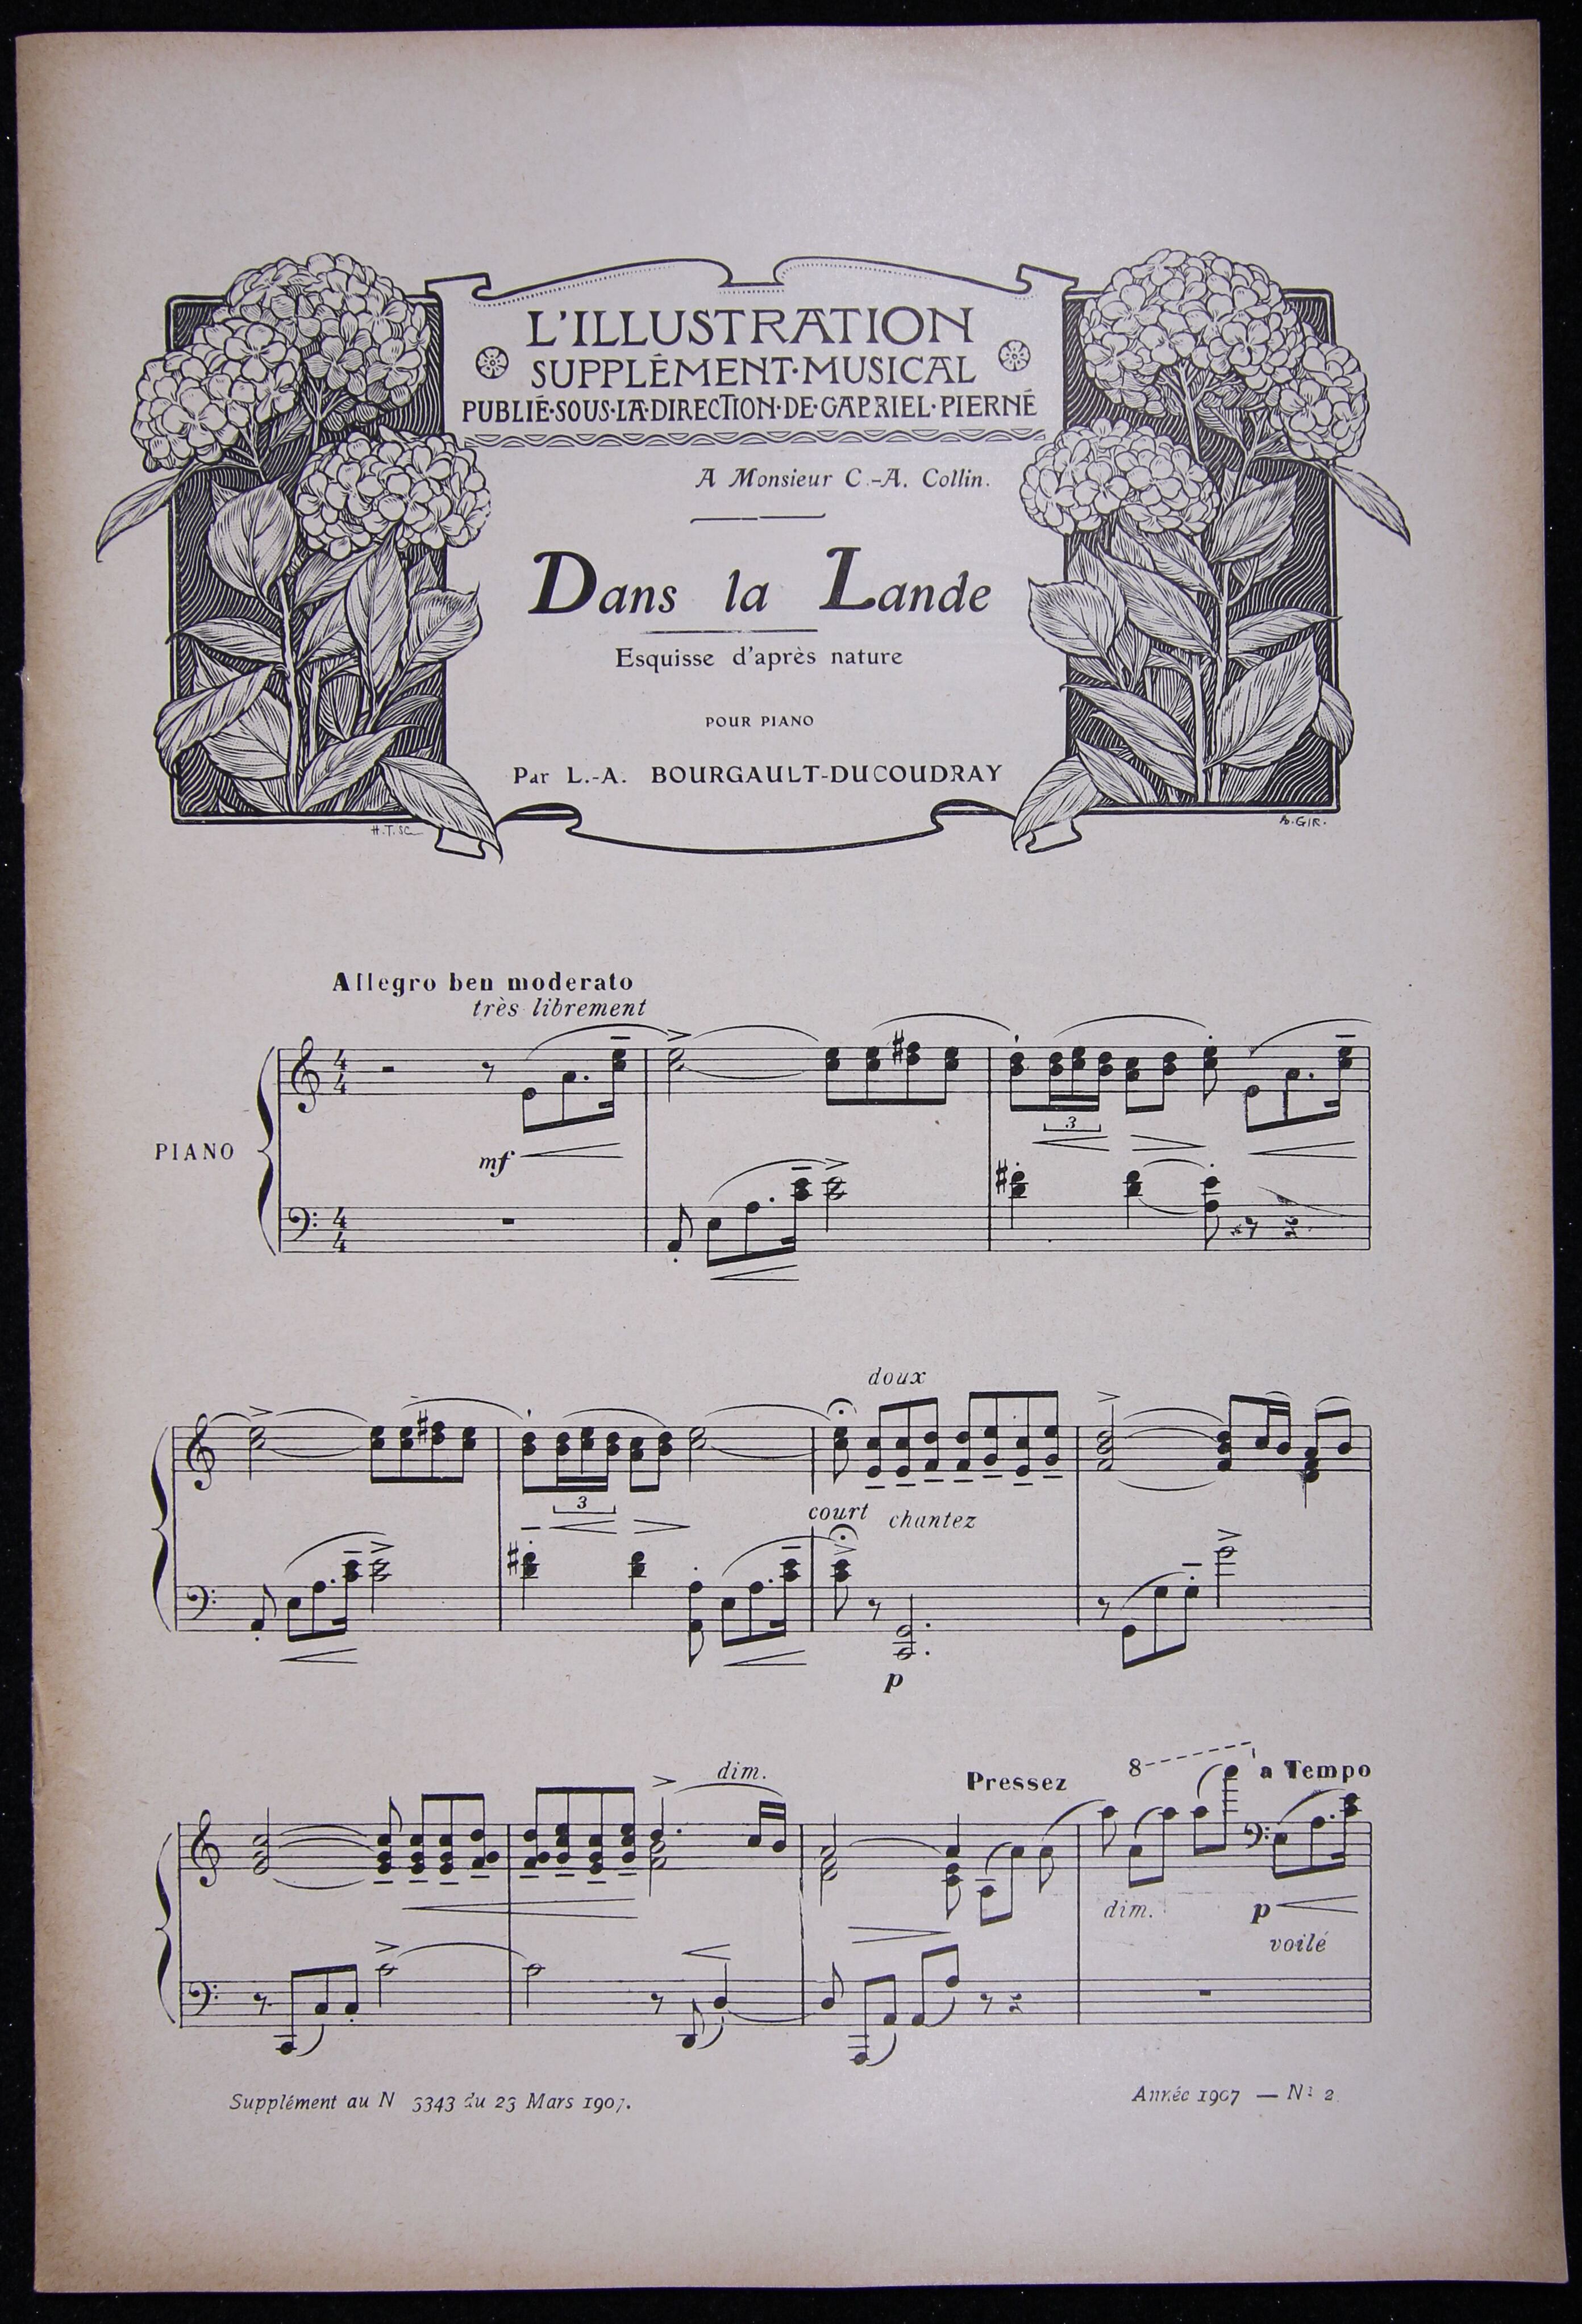 L'ILLUSTRATION
SUPPLÉMENT·MUSICAL
PUBLIÉ·SOUS·LA·DIRECTION·DE·GABRIEL·PIERNÉ
A Monsieur C.-A. Collin.
Dans la Lande
Esquisse d'après nature
POUR PIANO
Par L.-A. BOURGAULT-DUCOUDRAY
H.T.SC
AD.GIR.
Allegro ben moderato
très librement
4
4
3
PIANO
mf
4
4
doux
3
court chantez
p
dim.
Pressez
8
a Tempo
dim.
p
voilé
Supplément au N 3343 du 23 Mars 1907.
Année 1907 — Nº 2